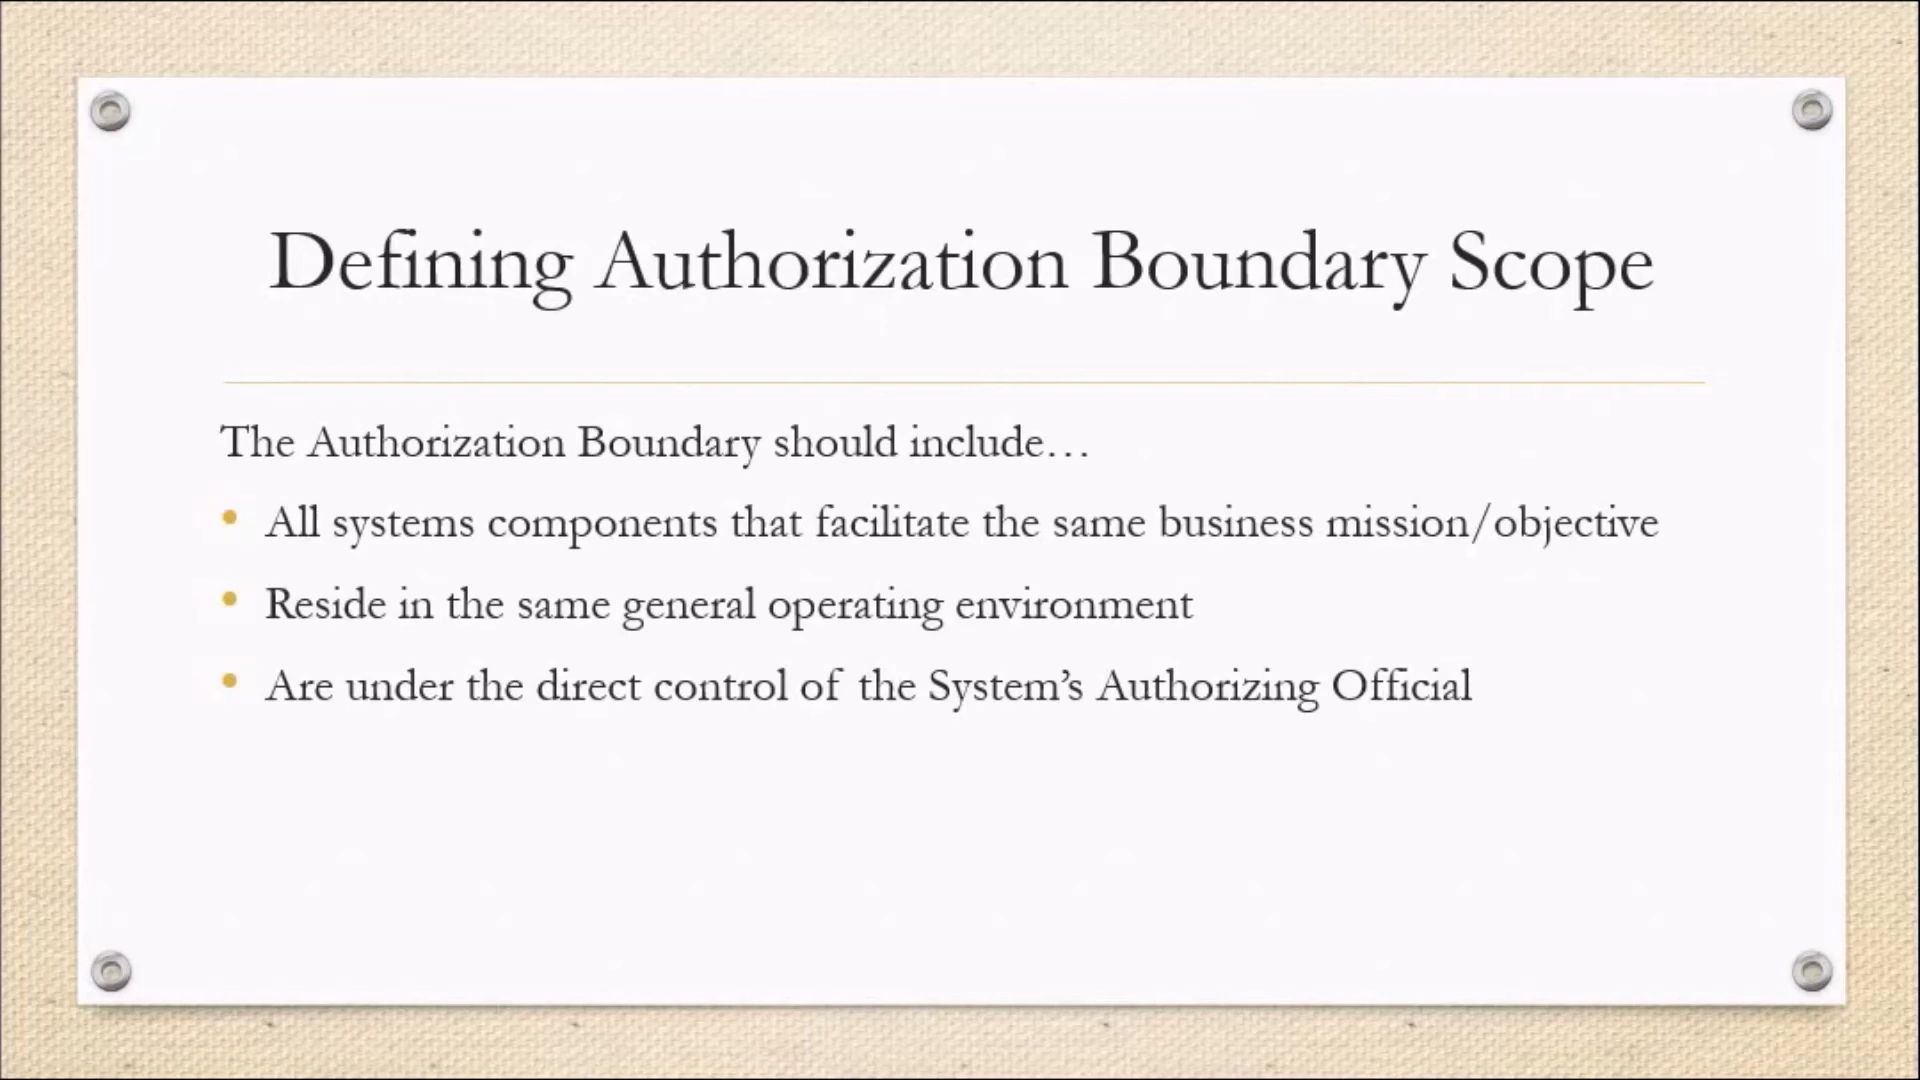 Defining Authorization Boundary Scope
The Authorization Boundary should include…
• All systems components that facilitate the same business mission/objective
• Reside in the same general operating environment
• Are under the direct control of the System’s Authorizing Official